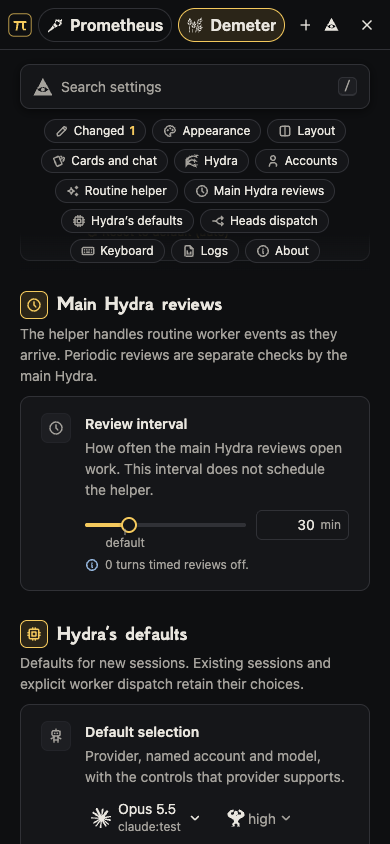 π Prometheus Demeter
Search settings /
Changed 1 Appearance Layout
Cards and chat Hydra Accounts
Routine helper Main Hydra reviews
Hydra's defaults Heads dispatch
Keyboard Logs About
Main Hydra reviews
The helper handles routine worker events as they
arrive. Periodic reviews are separate checks by the
main Hydra.
Review interval
How often the main Hydra reviews open
work. This interval does not schedule
the helper.
30 min
default
0 turns timed reviews off.
Hydra's defaults
Defaults for new sessions. Existing sessions and
explicit worker dispatch retain their choices.
Default selection
Provider, named account and model,
with the controls that provider supports.
Opus 5.5
claude:test
high